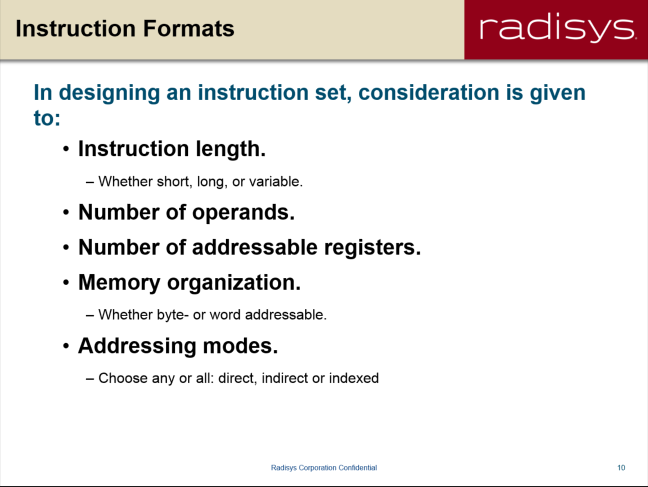 Instruction Formats
radisys.
In designing an instruction set, consideration is given
to:
• Instruction length.
– Whether short, long, or variable.
• Number of operands.
• Number of addressable registers.
• Memory organization.
– Whether byte- or word addressable.
• Addressing modes.
– Choose any or all: direct, indirect or indexed
Radisys Corporation Confidential
10